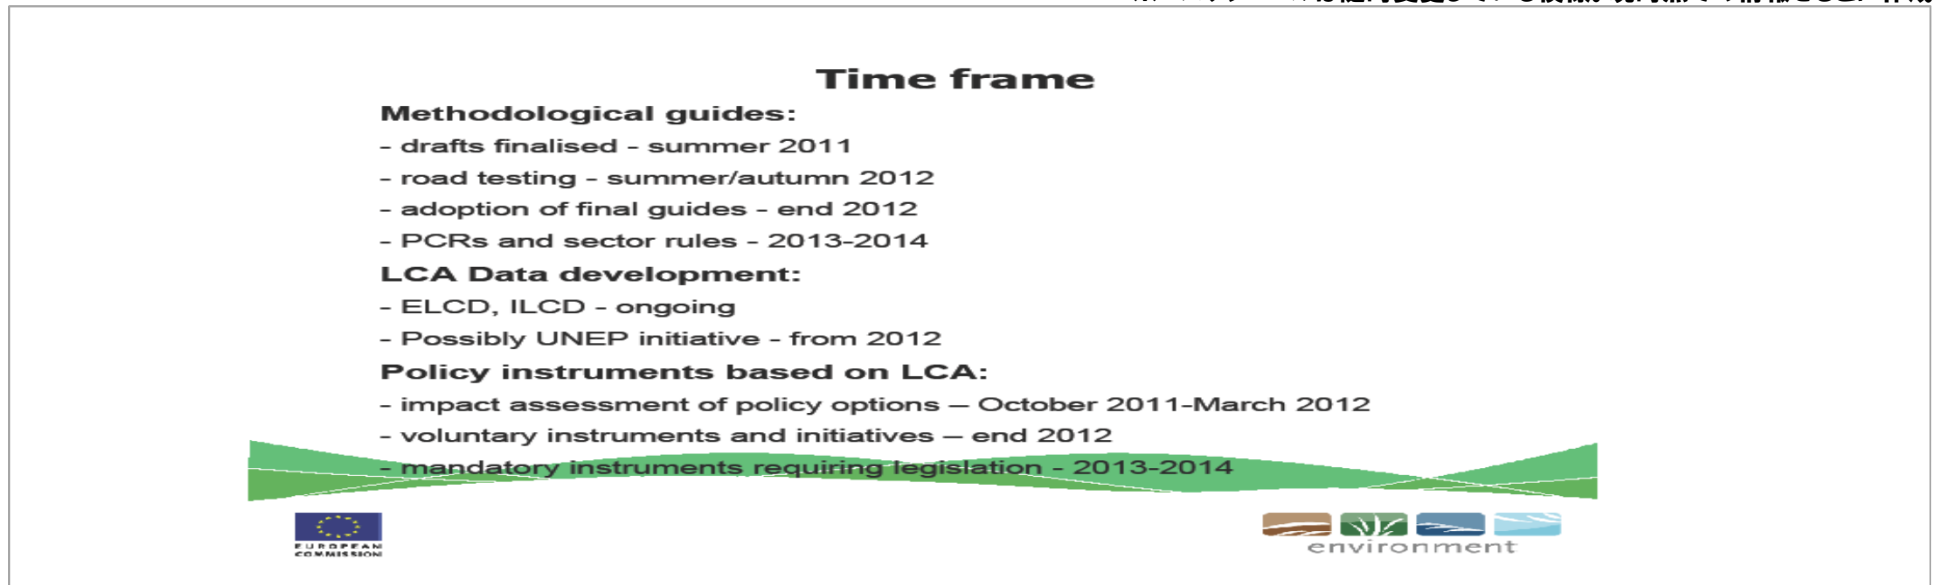 Time frame
Methodological guides:
- drafts finalised - summer 2011
- road testing - summer/autumn 2012
- adoption of final guides - end 2012
- PCRs and sector rules - 2013-2014
LCA Data development:
- ELCD, ILCD - ongoing
- Possibly UNEP initiative - from 2012
Policy instruments based on LCA:
- impact assessment of policy options – October 2011-March 2012
- voluntary instruments and initiatives – end 2012
- mandatory instruments requiring legislation - 2013-2014
EUROPEAN
COMMISSION
environment